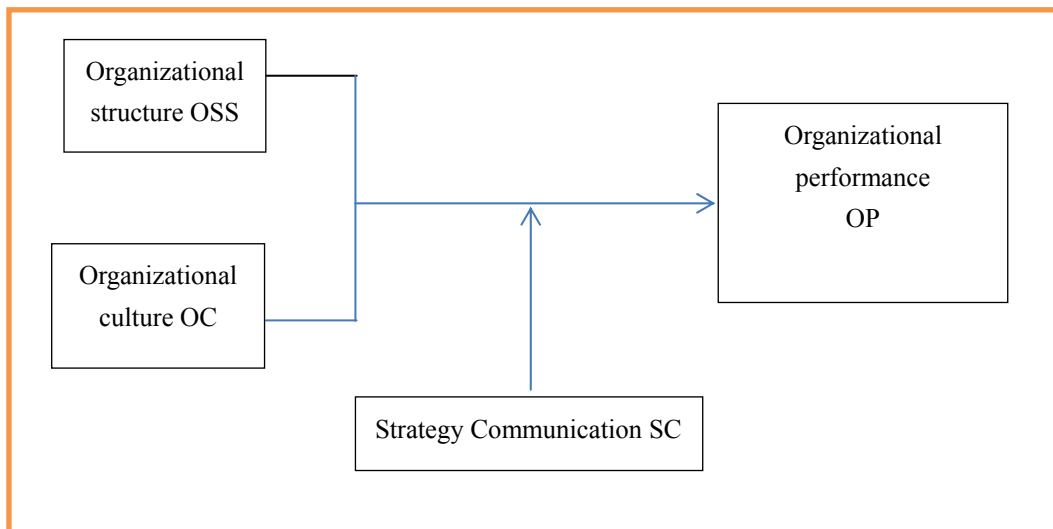 Organizational
structure OSS
Organizational
performance
OP
Organizational
culture OC
Strategy Communication SC